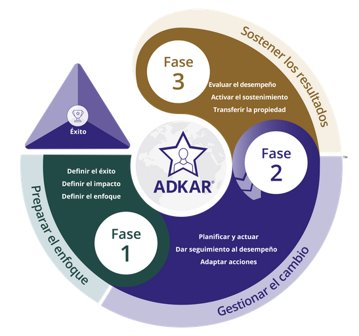 Sostener los resultados
Fase
3
Evaluar el desempeño
Activar el sostenimiento
Transferir la propiedad
Éxito
ADKAR®
Fase
2
Preparar el enfoque
Definir el éxito
Definir el impacto
Definir el enfoque
Fase
1
Planificar y actuar
Dar seguimiento al desempeño
Adaptar acciones
Gestionar el cambio